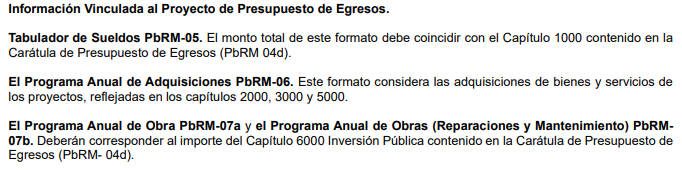 Información Vinculada al Proyecto de Presupuesto de Egresos.
Tabulador de Sueldos PbRM-05. El monto total de este formato debe coincidir con el Capítulo 1000 contenido en la
Carátula de Presupuesto de Egresos (PbRM 04d).
El Programa Anual de Adquisiciones PbRM-06. Este formato considera las adquisiciones de bienes y servicios de
los proyectos, reflejadas en los capítulos 2000, 3000 y 5000.
El Programa Anual de Obra PbRM-07a y el Programa Anual de Obras (Reparaciones y Mantenimiento) PbRM-
07b. Deberán corresponder al importe del Capítulo 6000 Inversión Pública contenido en la Carátula de Presupuesto de
Egresos (PbRM- 04d).